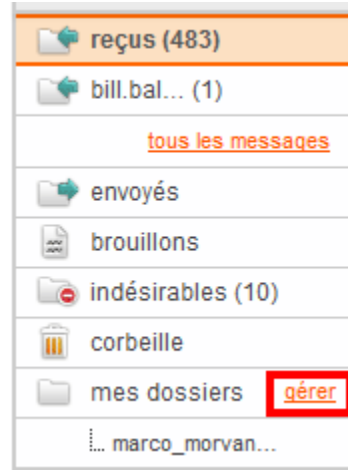 reçus (483)
bill.bal... (1)
tous les messages
envoyés
brouillons
indésirables (10)
corbeille
mes dossiers gérer
marco_morvan...